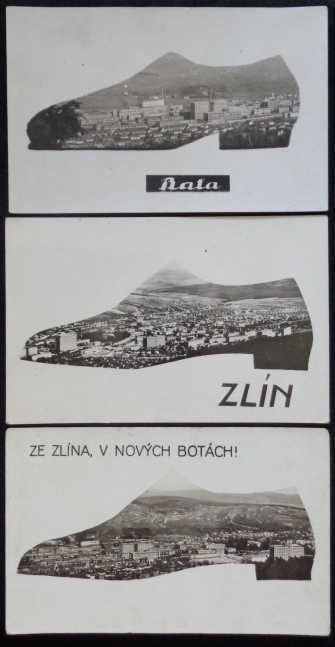 Bata
ZLÍN
ZE ZLÍNA, V NOVÝCH BOTÁCH!